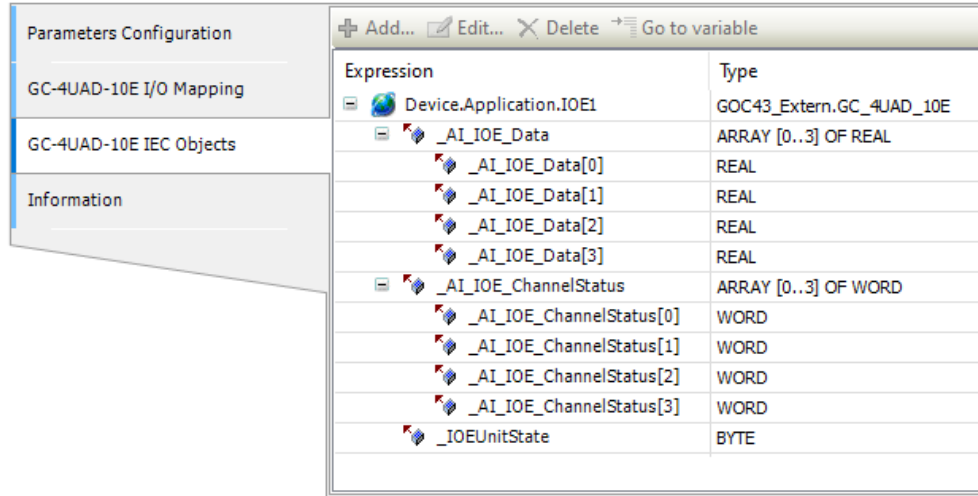 Parameters Configuration
GC-4UAD-10E I/O Mapping
GC-4UAD-10E IEC Objects
Information
Add... Edit... Delete Go to variable
Expression Type
Device.Application.IOE1 GOC43_Extern.GC_4UAD_10E
_AI_IOE_Data ARRAY [0..3] OF REAL
_AI_IOE_Data[0] REAL
_AI_IOE_Data[1] REAL
_AI_IOE_Data[2] REAL
_AI_IOE_Data[3] REAL
_AI_IOE_ChannelStatus ARRAY [0..3] OF WORD
_AI_IOE_ChannelStatus[0] WORD
_AI_IOE_ChannelStatus[1] WORD
_AI_IOE_ChannelStatus[2] WORD
_AI_IOE_ChannelStatus[3] WORD
_IOEUnitState BYTE